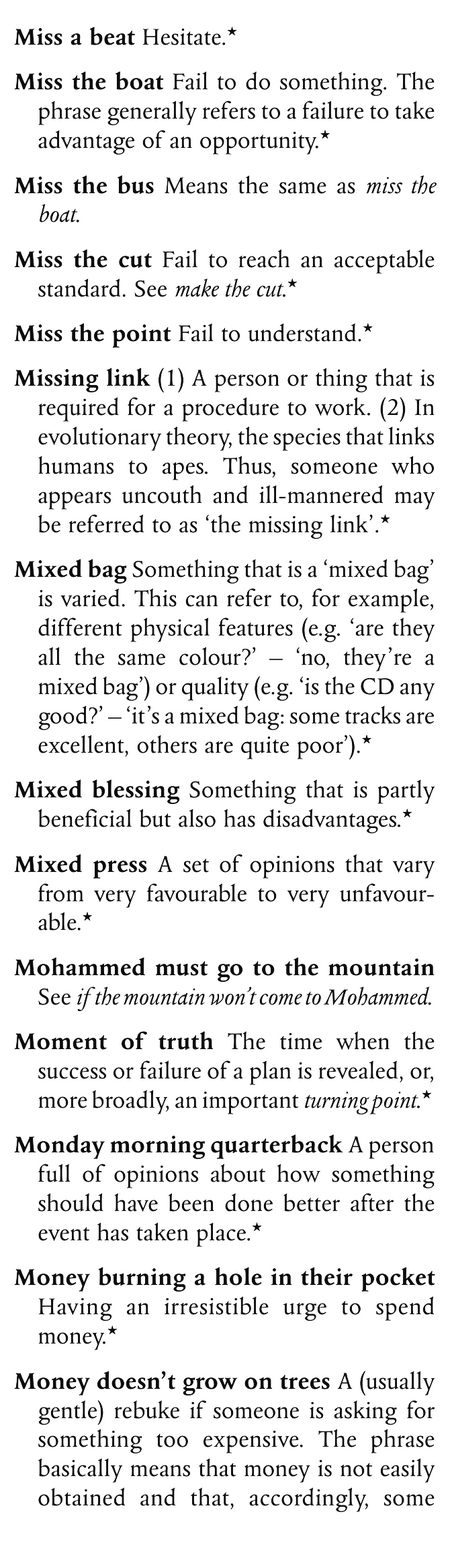 Miss a beat Hesitate.★
Miss the boat Fail to do something. The
phrase generally refers to a failure to take
advantage of an opportunity.★
Miss the bus Means the same as miss the
boat.
Miss the cut Fail to reach an acceptable
standard. See make the cut.★
Miss the point Fail to understand.★
Missing link (1) A person or thing that is
required for a procedure to work. (2) In
evolutionary theory, the species that links
humans to apes. Thus, someone who
appears uncouth and ill-mannered may
be referred to as ‘the missing link’.★
Mixed bag Something that is a ‘mixed bag’
is varied. This can refer to, for example,
different physical features (e.g. ‘are they
all the same colour?’ – ‘no, they’re a
mixed bag’) or quality (e.g. ‘is the CD any
good?’ – ‘it’s a mixed bag: some tracks are
excellent, others are quite poor’).★
Mixed blessing Something that is partly
beneficial but also has disadvantages.★
Mixed press A set of opinions that vary
from very favourable to very unfavour-
able.★
Mohammed must go to the mountain
See if the mountain won’t come to Mohammed.
Moment of truth The time when the
success or failure of a plan is revealed, or,
more broadly, an important turning point.★
Monday morning quarterback A person
full of opinions about how something
should have been done better after the
event has taken place.★
Money burning a hole in their pocket
Having an irresistible urge to spend
money.★
Money doesn’t grow on trees A (usually
gentle) rebuke if someone is asking for
something too expensive. The phrase
basically means that money is not easily
obtained and that, accordingly, some